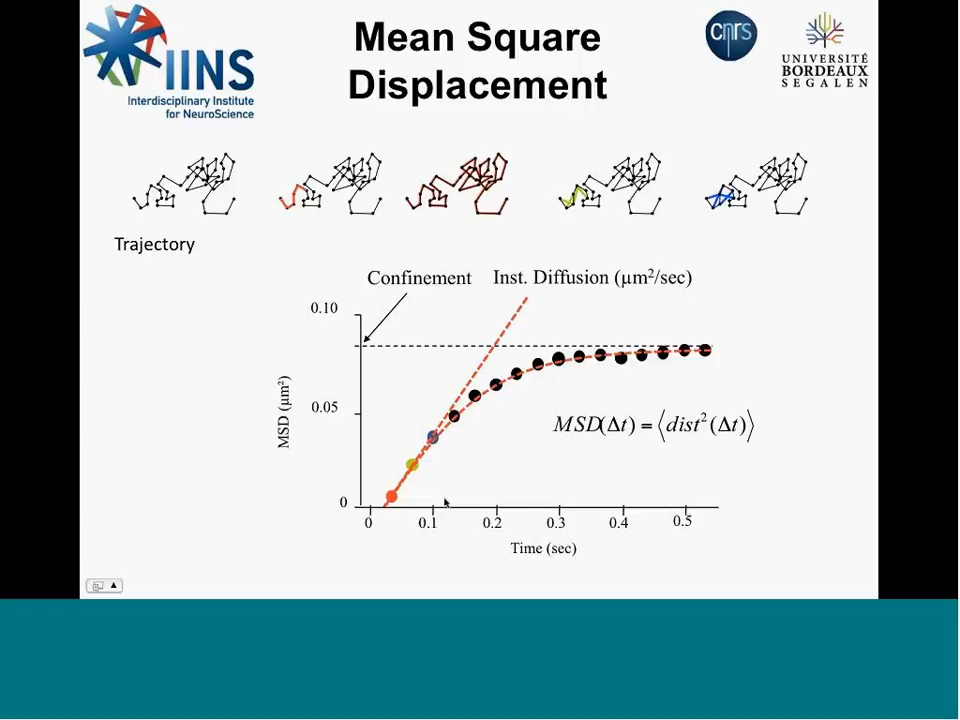 Mean Square
Displacement
IINS
Interdisciplinary Institute
for NeuroScience
cnrs
UNIVERSITÉ
BORDEAUX
SEGALEN
Trajectory
Confinement
Inst. Diffusion (μm²/sec)
0.10
0.05
0
MSD (μm²)
MSD(Δt) = ⟨dist²(Δt)⟩
0 0.1 0.2 0.3 0.4 0.5
Time (sec)